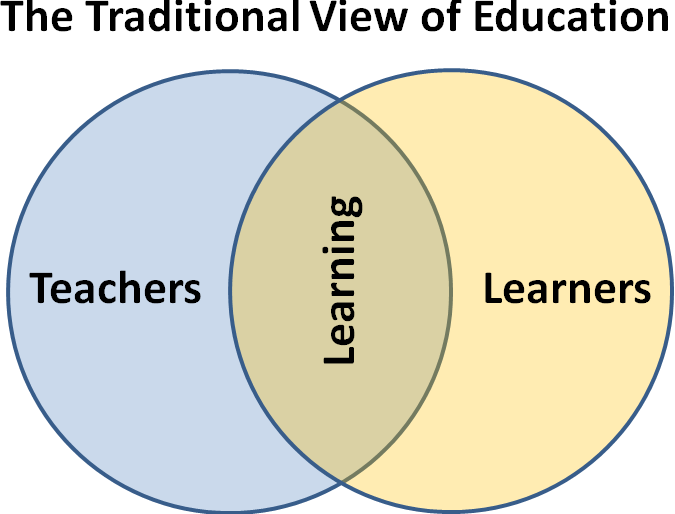 The Traditional View of Education
Teachers
Learning
Learners